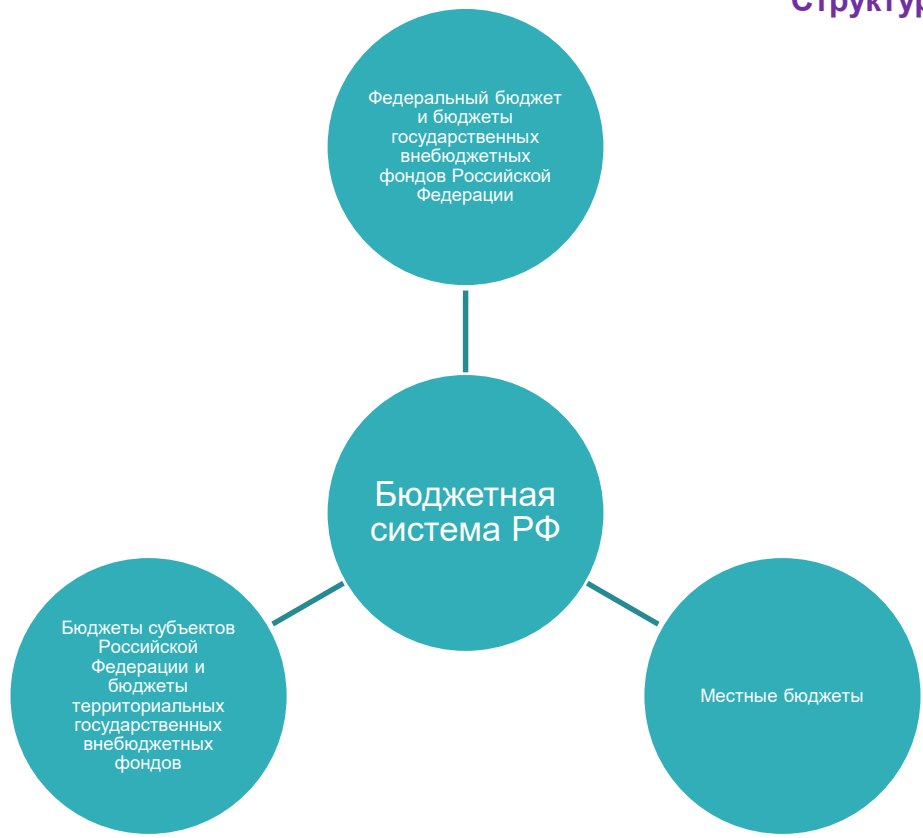 Федеральный бюджет
и бюджеты
государственных
внебюджетных
фондов Российской
Федерации
Бюджетная
система РФ
Бюджеты субъектов
Российской
Федерации и
бюджеты
территориальных
государственных
внебюджетных
фондов
Местные бюджеты